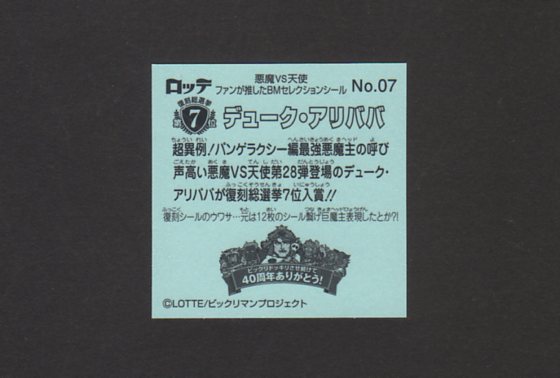 ロッテ
悪魔VS天使
ファンが推したBMセレクションシール
No.07
復刻総選挙
第7位
デューク・アリババ
超異例!パンゲラクシー編最強悪魔主の呼び
声高い悪魔VS天使第28弾登場のデューク・
アリババが復刻総選挙7位入賞!!
復刻シールのウワサ…元は12枚のシール繋げ巨魔主表現したとか?!
ビックリドッキリさせ続けて
40周年ありがとう!
©LOTTE/ビックリマンプロジェクト